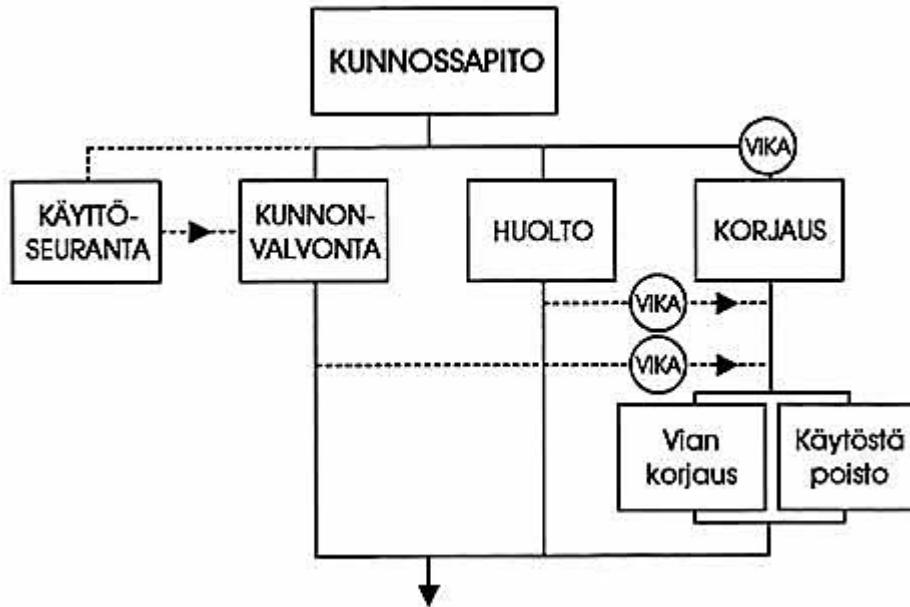 KUNNOSSAPITO
VIKA
KÄYTTÖ-
SEURANTA
KUNNON-
VALVONTA
HUOLTO
KORJAUS
VIKA
VIKA
Vian
korjaus
Käytöstä
poisto